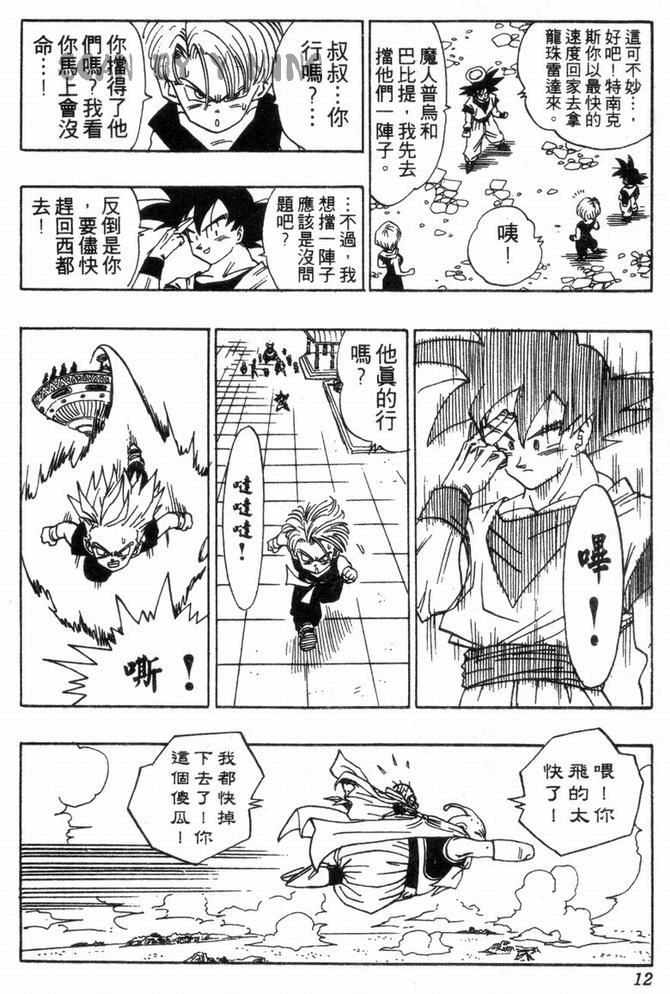 這可不妙…,
好吧!特南克
斯你以最快的
速度回家去拿
龍珠雷達來。
魔人普烏和
巴比提,我先去
擋他們一陣子。
咦!
叔叔…你
行嗎?…
你擋得了他
們嗎?我看
你馬上會沒
命…!
…不過,我
想擋一陣子
應該是沒問
題吧?
反倒是你
,要儘快
趕回西都
去!
嗶!
他真的行
嗎?
噠噠噠!
嘶!
喂!你
飛的太
快了!
我都快掉
下去了!你
這個傻瓜!
12